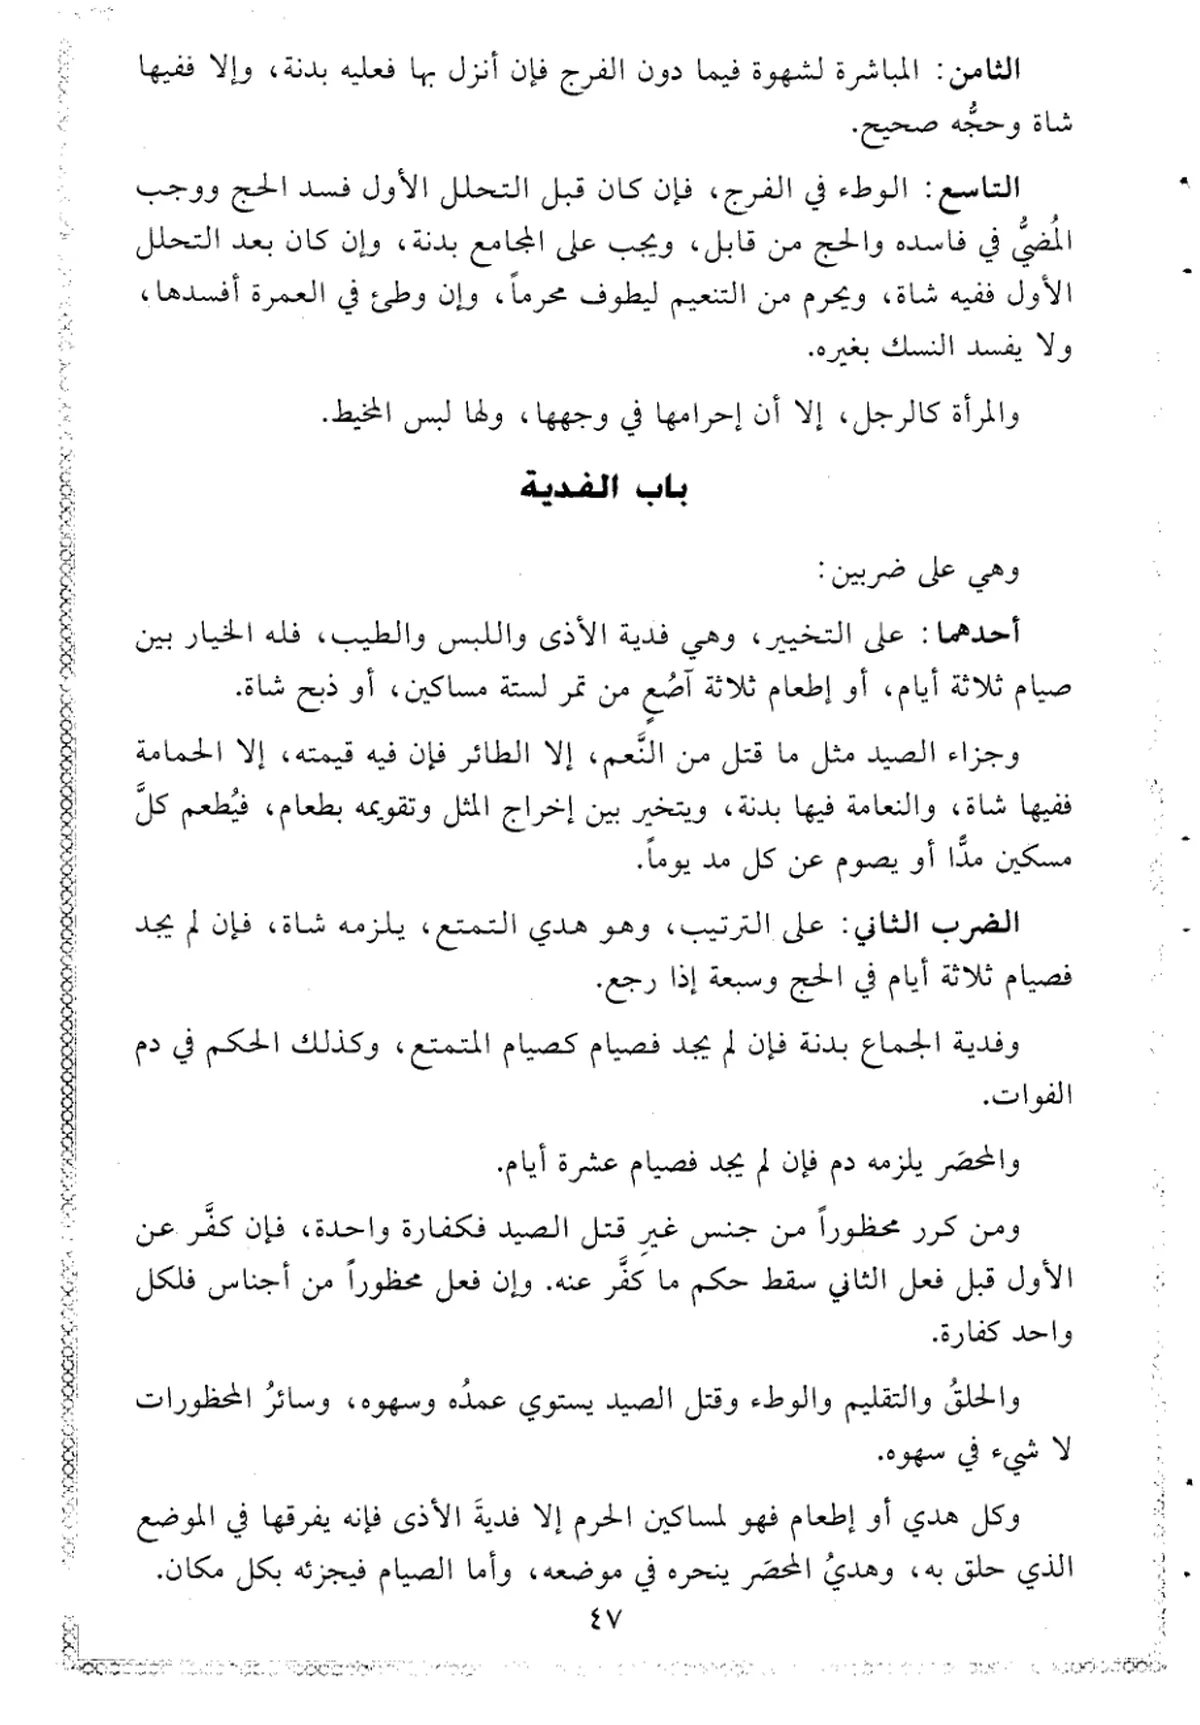 الثامن: المباشرة لشهوة فيما دون الفرج فإن أنزل بها فعليه بدنة، وإلا ففيها
شاة وحجُّه صحيح.
التاسع: الوطء في الفرج، فإن كان قبل التحلل الأول فسد الحج ووجب
المُضيُّ في فاسده والحج من قابل، ويجب على المجامع بدنة، وإن كان بعد التحلل
الأول ففيه شاة، ويحرم من التنعيم ليطوف محرماً، وإن وطئ في العمرة أفسدها،
ولا يفسد النسك بغيره.
والمرأة كالرجل، إلا أن إحرامها في وجهها، ولها لبس المخيط.
باب الفدية
وهي على ضربين:
أحدهما: على التخيير، وهي فدية الأذى واللبس والطيب، فله الخيار بين
صيام ثلاثة أيام، أو إطعام ثلاثة آصُعٍ من تمر لستة مساكين، أو ذبح شاة.
وجزاء الصيد مثل ما قتل من النَّعم، إلا الطائر فإن فيه قيمته، إلا الحمامة
ففيها شاة، والنعامة فيها بدنة، ويتخير بين إخراج المثل وتقويمه بطعام، فيُطعم كلَّ
مسكين مدًّا أو يصوم عن كل مد يوماً.
الضرب الثاني: على الترتيب، وهو هدي التمتع، يلزمه شاة، فإن لم يجد
فصيام ثلاثة أيام في الحج وسبعة إذا رجع.
وفدية الجماع بدنة فإن لم يجد فصيام كصيام المتمتع، وكذلك الحكم في دم
الفوات.
والمحصَر يلزمه دم فإن لم يجد فصيام عشرة أيام.
ومن كرر محظوراً من جنس غيرِ قتل الصيد فكفارة واحدة، فإن كفَّر عن
الأول قبل فعل الثاني سقط حكم ما كفَّر عنه. وإن فعل محظوراً من أجناس فلكل
واحد كفارة.
والحلقُ والتقليم والوطء وقتل الصيد يستوي عمدُه وسهوه، وسائرُ المحظورات
لا شيء في سهوه.
وكل هدي أو إطعام فهو لمساكين الحرم إلا فديةَ الأذى فإنه يفرقها في الموضع
الذي حلق به، وهديُ المحصَر ينحره في موضعه، وأما الصيام فيجزئه بكل مكان.
٤٧